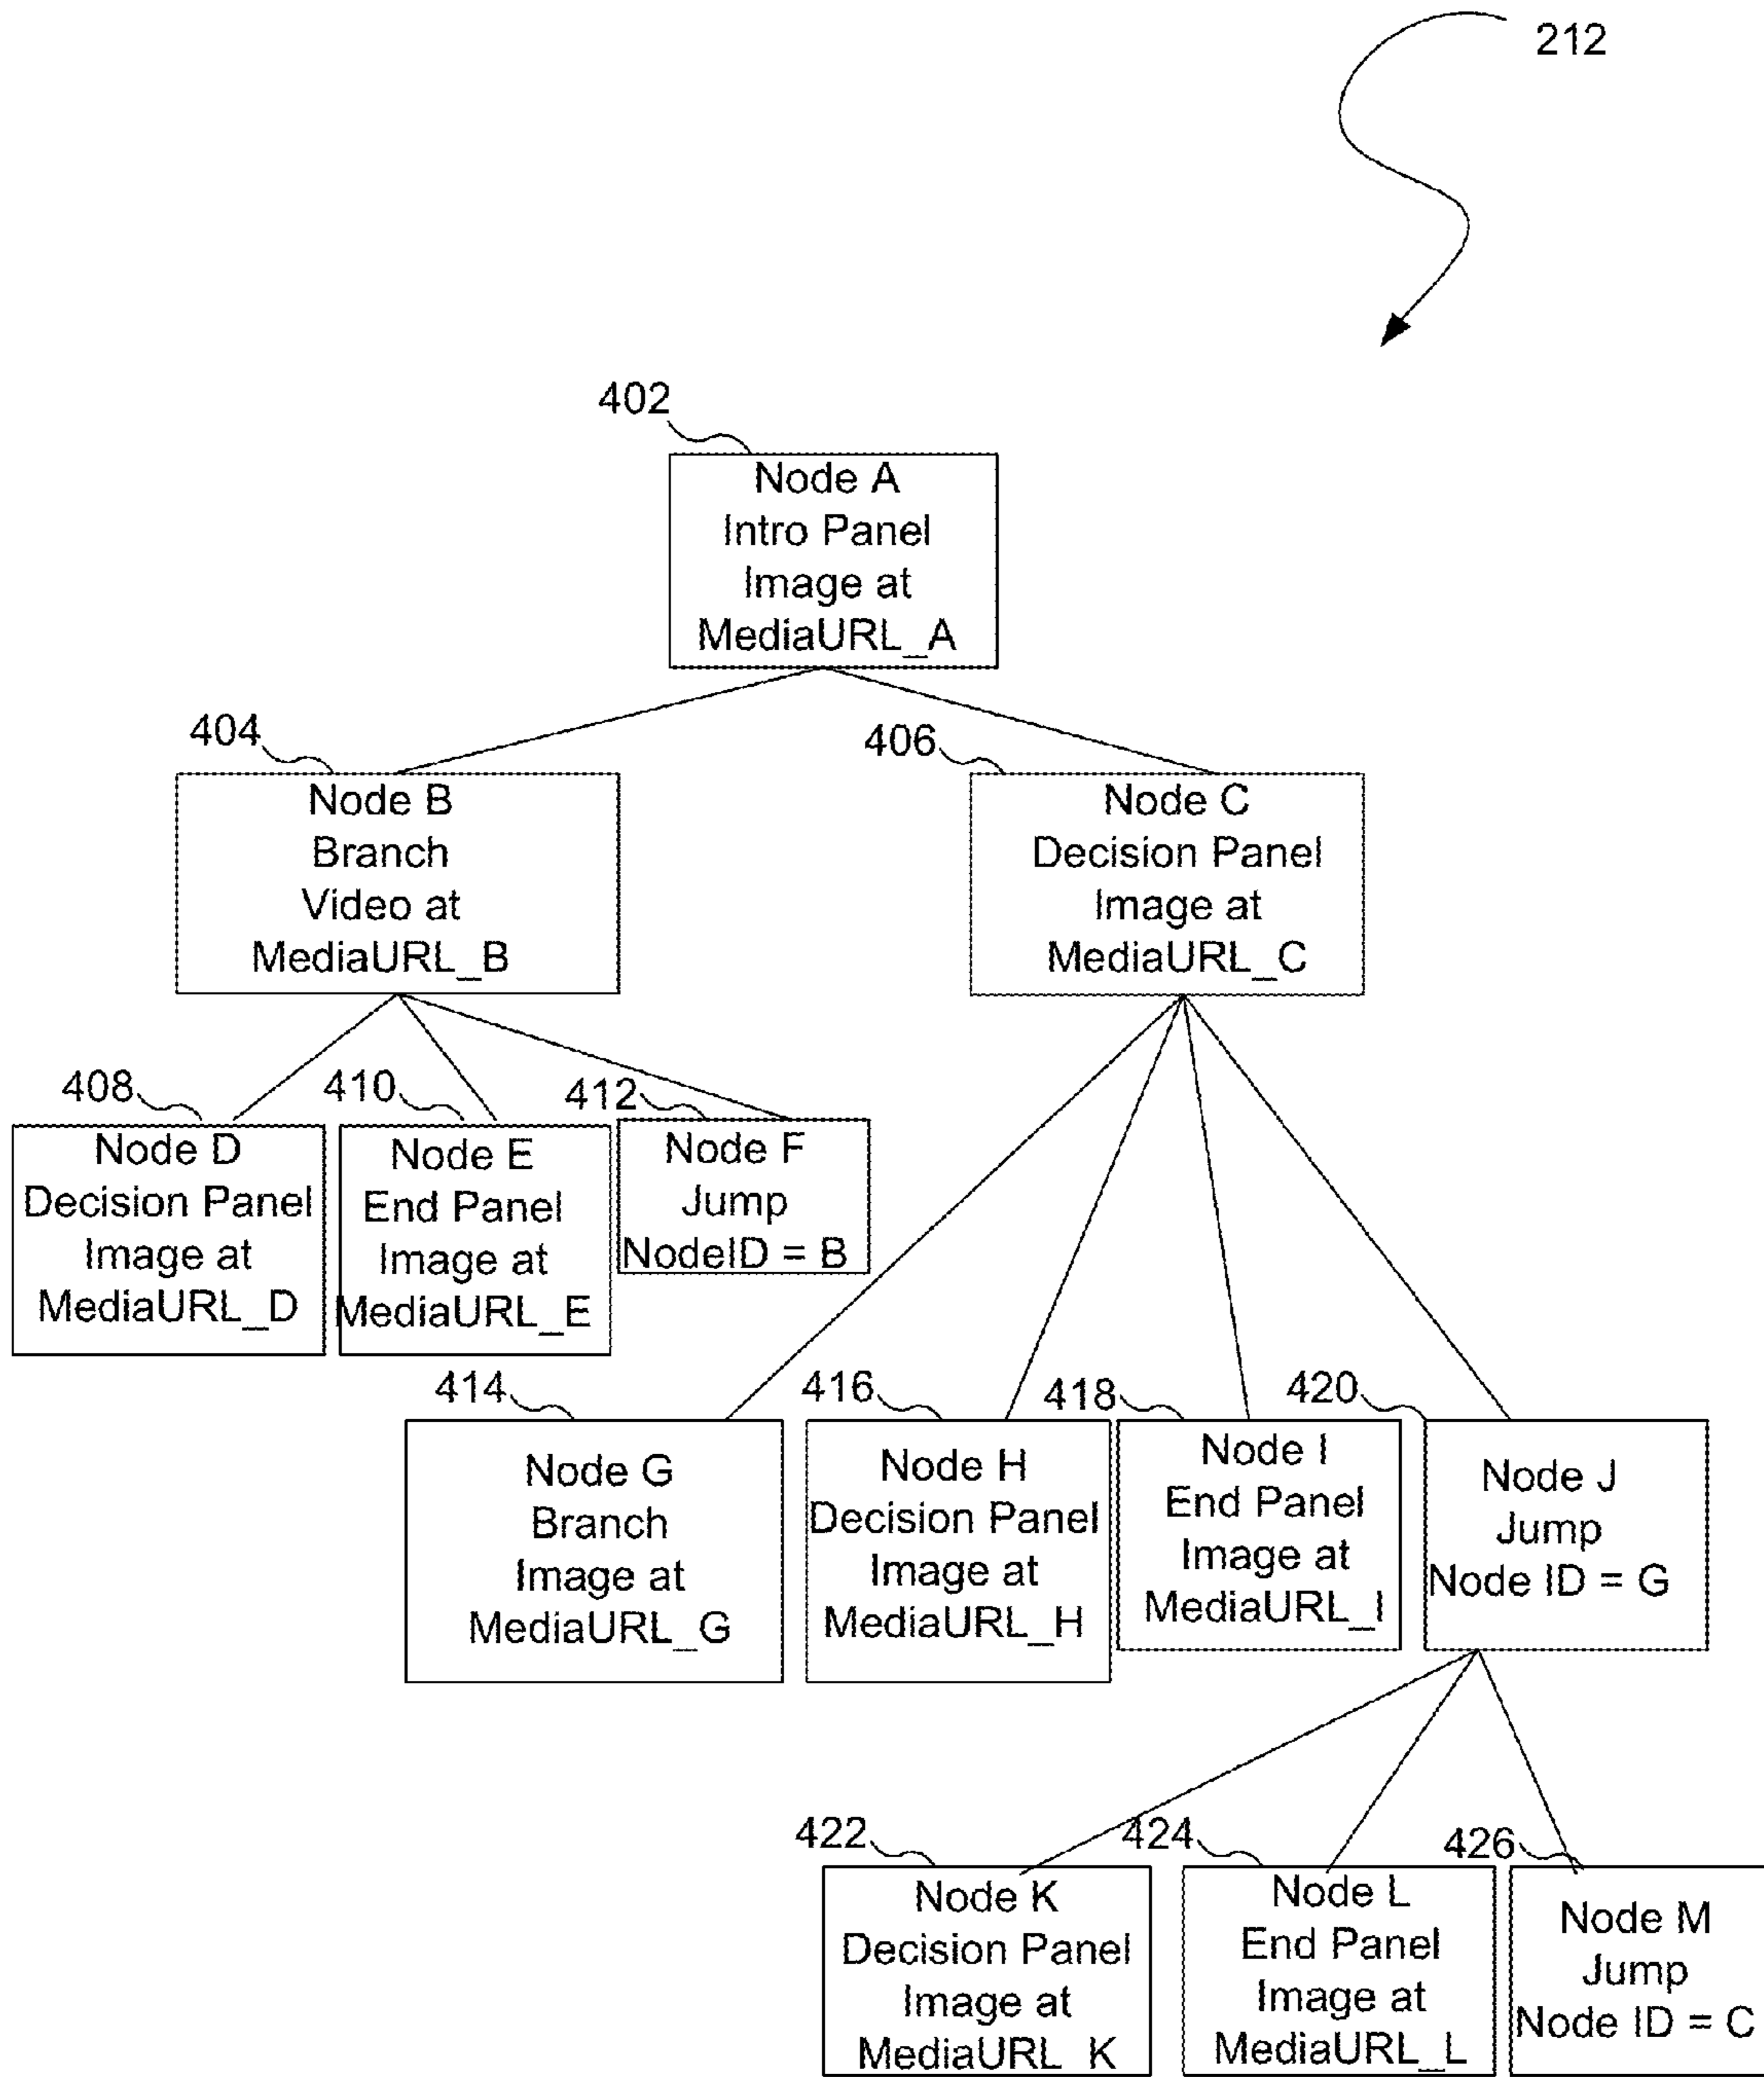 212
402
Node A
Intro Panel
Image at
MediaURL_A
404
Node B
Branch
Video at
MediaURL_B
406
Node C
Decision Panel
Image at
MediaURL_C
408
Node D
Decision Panel
Image at
MediaURL_D
410
Node E
End Panel
Image at
MediaURL_E
412
Node F
Jump
NodeID = B
414
Node G
Branch
Image at
MediaURL_G
416
Node H
Decision Panel
Image at
MediaURL_H
418
Node I
End Panel
Image at
MediaURL_I
420
Node J
Jump
Node ID = G
422
Node K
Decision Panel
Image at
MediaURL_K
424
Node L
End Panel
Image at
MediaURL_L
426
Node M
Jump
Node ID = C